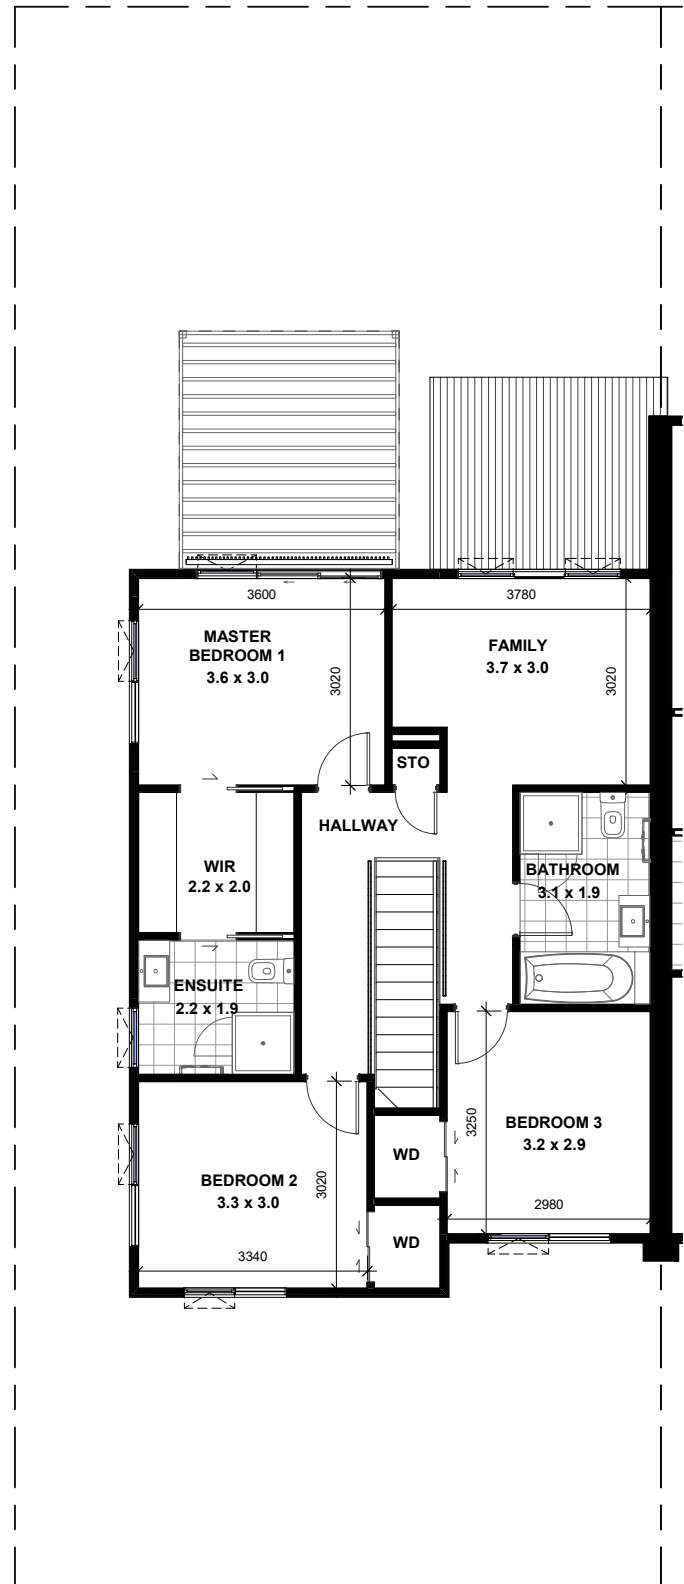 3600
3780
MASTER
BEDROOM 1
3.6 x 3.0
3020
FAMILY
3.7 x 3.0
3020
STO
HALLWAY
WIR
2.2 x 2.0
BATHROOM
3.1 x 1.9
ENSUITE
2.2 x 1.9
BEDROOM 2
3.3 x 3.0
3020
3340
WD
WD
3250
BEDROOM 3
3.2 x 2.9
2980